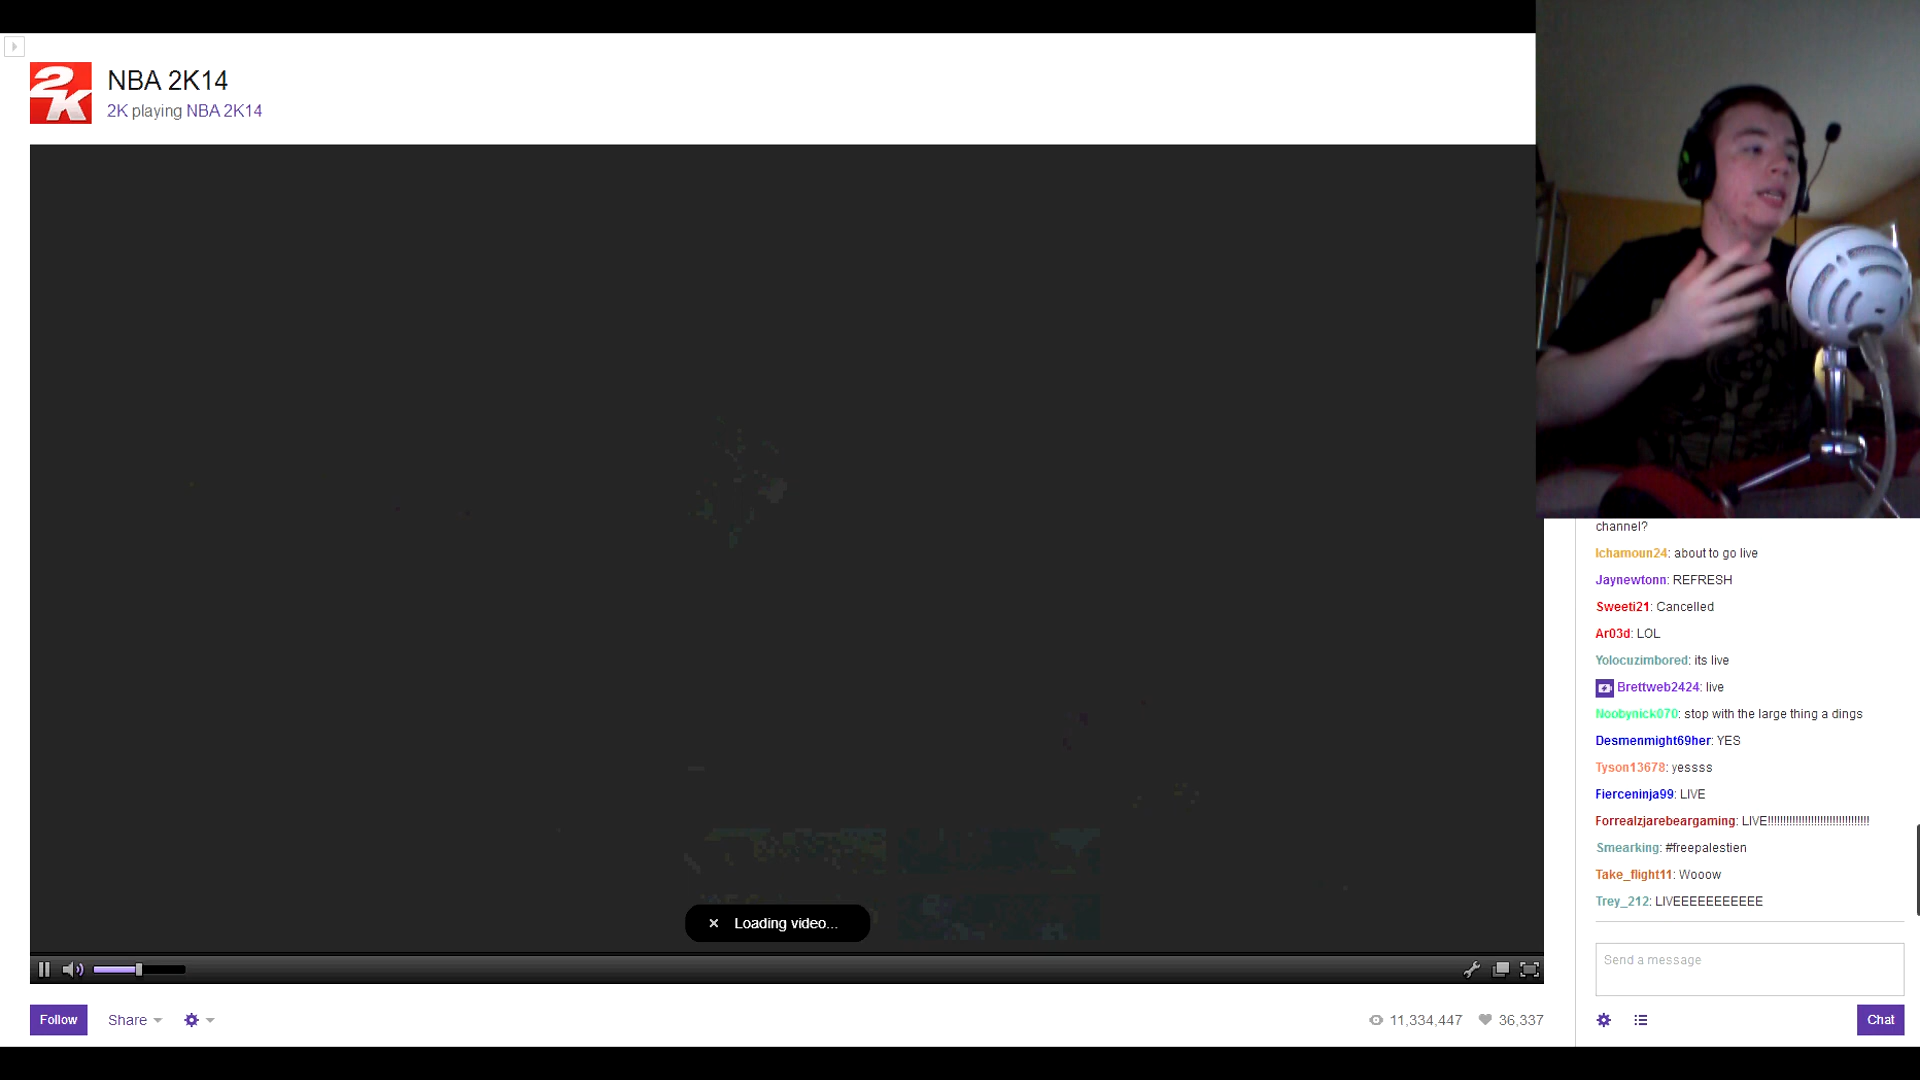 2K
NBA 2K14
2K playing NBA 2K14
channel?
Ichamoun24: about to go live
Jaynewtonn: REFRESH
Sweeti21: Cancelled
Ar03d: LOL
Yolocuzimbored: its live
Brettweb2424: live
Noobynick070: stop with the large thing a dings
Desmenmight69her: YES
Tyson13678: yessss
Fierceninja99: LIVE
Forrealzjarebeargaming: LIVE!!!!!!!!!!!!!!!!!!!!!!!!!!!!!!!!!
Smearking: #freepalestien
Take_flight11: Wooow
Trey_212: LIVEEEEEEEEEEE
Loading video...
Send a message
Follow
Share
11,334,447
36,337
Chat